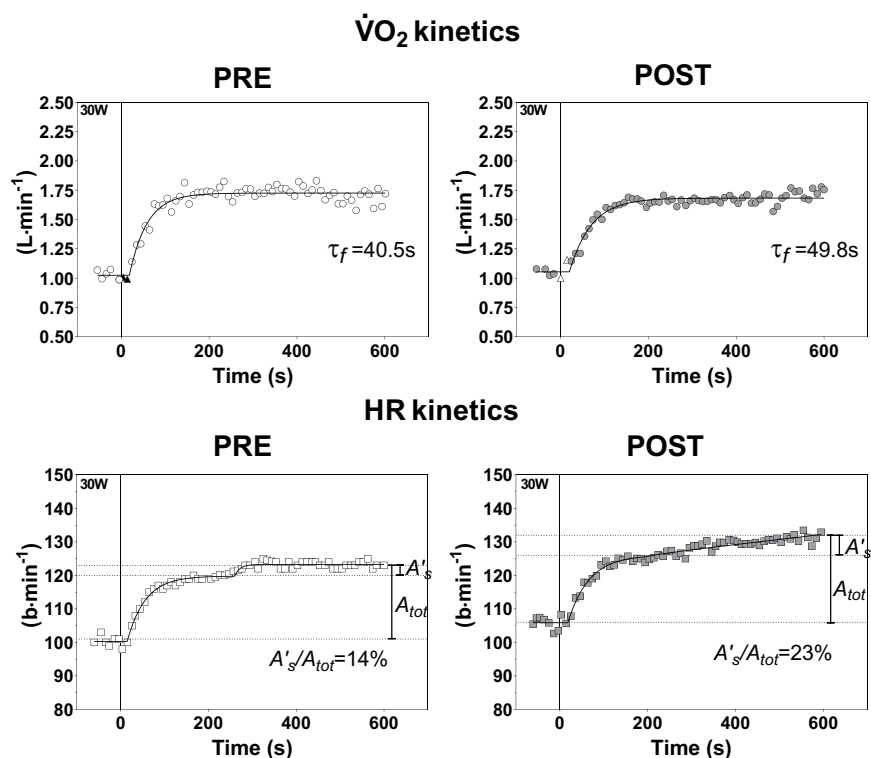 V̇O₂ kinetics
PRE
POST
2.50
2.25
2.00
1.75
1.50
1.25
1.00
0.75
0.50
(L·min⁻¹)
30W
τf =40.5s
0 200 400 600
Time (s)
2.50
2.25
2.00
1.75
1.50
1.25
1.00
0.75
0.50
(L·min⁻¹)
30W
τf =49.8s
0 200 400 600
Time (s)
HR kinetics
PRE
POST
150
140
130
120
110
100
90
80
(b·min⁻¹)
30W
A's
Atot
A's/Atot=14%
0 200 400 600
Time (s)
150
140
130
120
110
100
90
80
(b·min⁻¹)
30W
A's
Atot
A's/Atot=23%
0 200 400 600
Time (s)